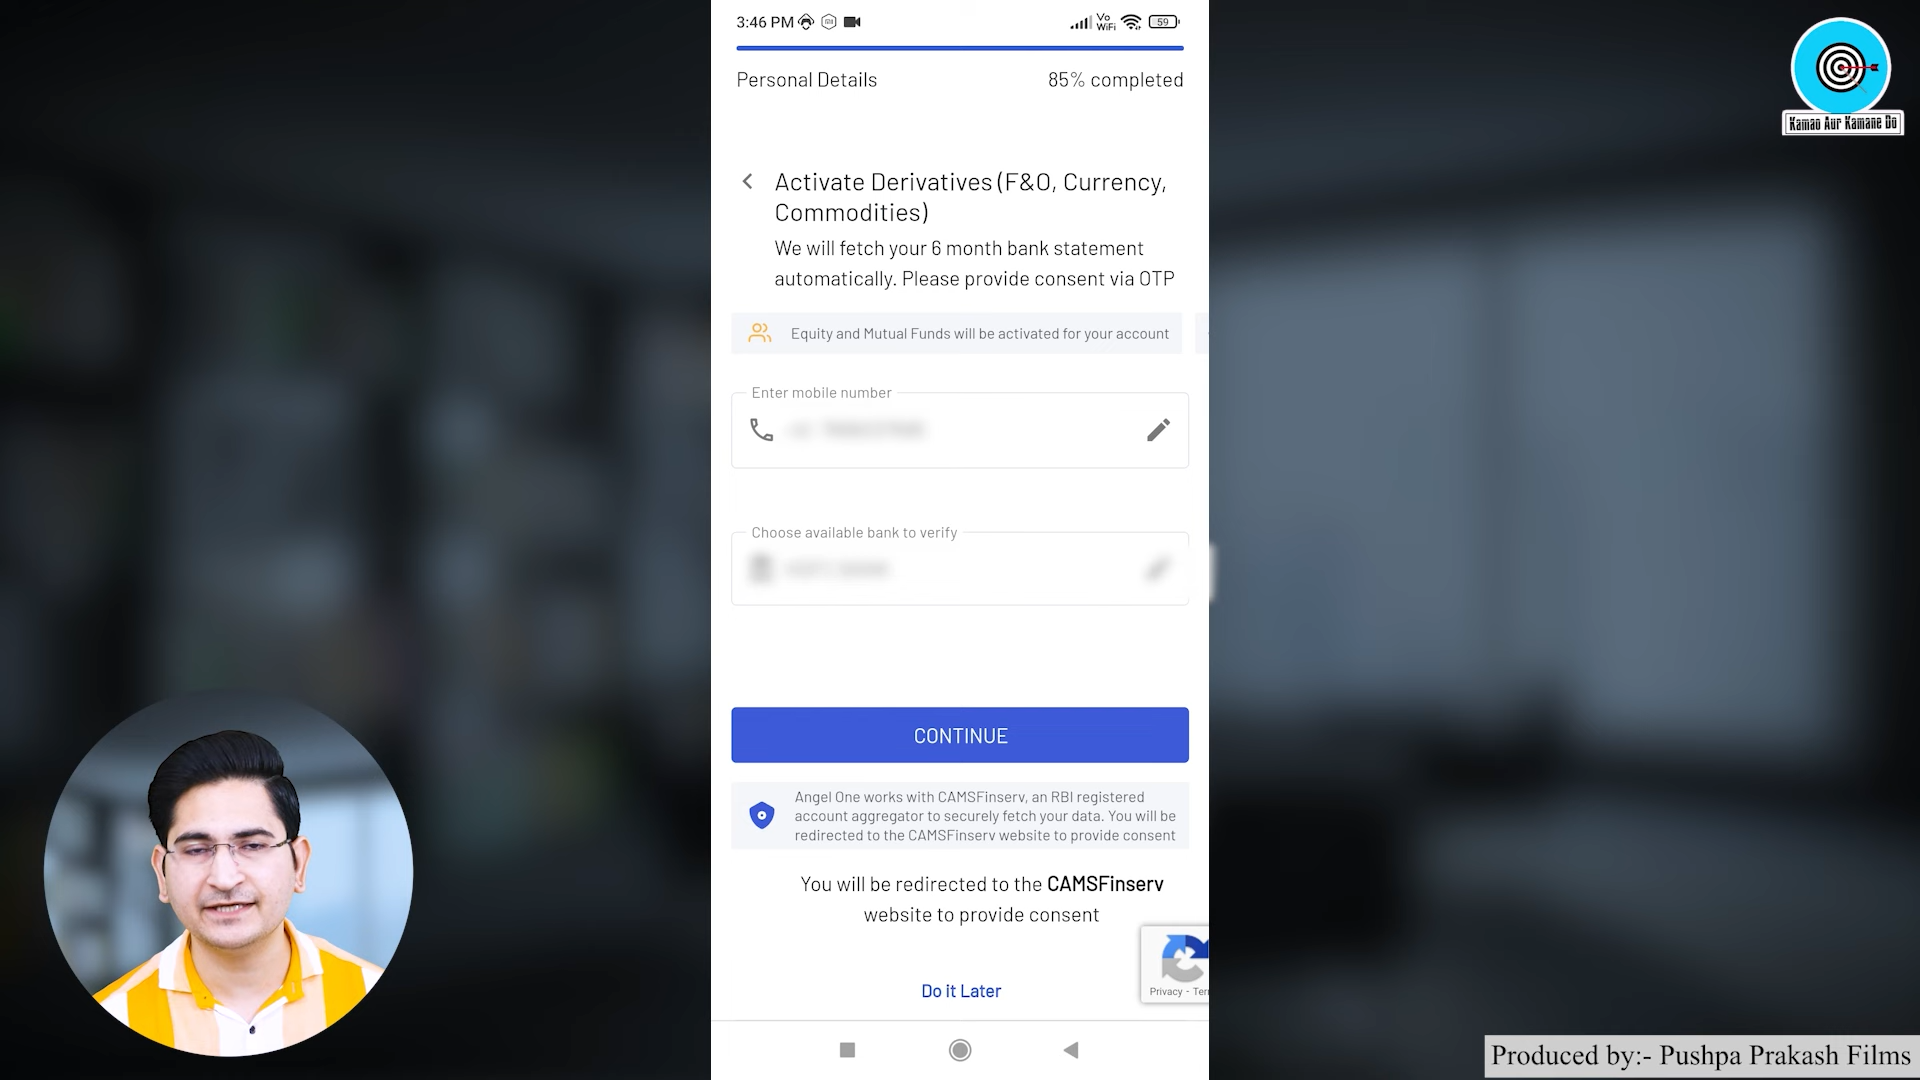 3:46 PM
Vo
WiFi
59
Personal Details
85% completed
Kamao Aur Kamane Do
Activate Derivatives (F&O, Currency,
Commodities)
We will fetch your 6 month bank statement
automatically. Please provide consent via OTP
Equity and Mutual Funds will be activated for your account
Enter mobile number
Choose available bank to verify
CONTINUE
Angel One works with CAMSFinserv, an RBI registered
account aggregator to securely fetch your data. You will be
redirected to the CAMSFinserv website to provide consent
You will be redirected to the CAMSFinserv
website to provide consent
Privacy -
Do it Later
Produced by:- Pushpa Prakash Films